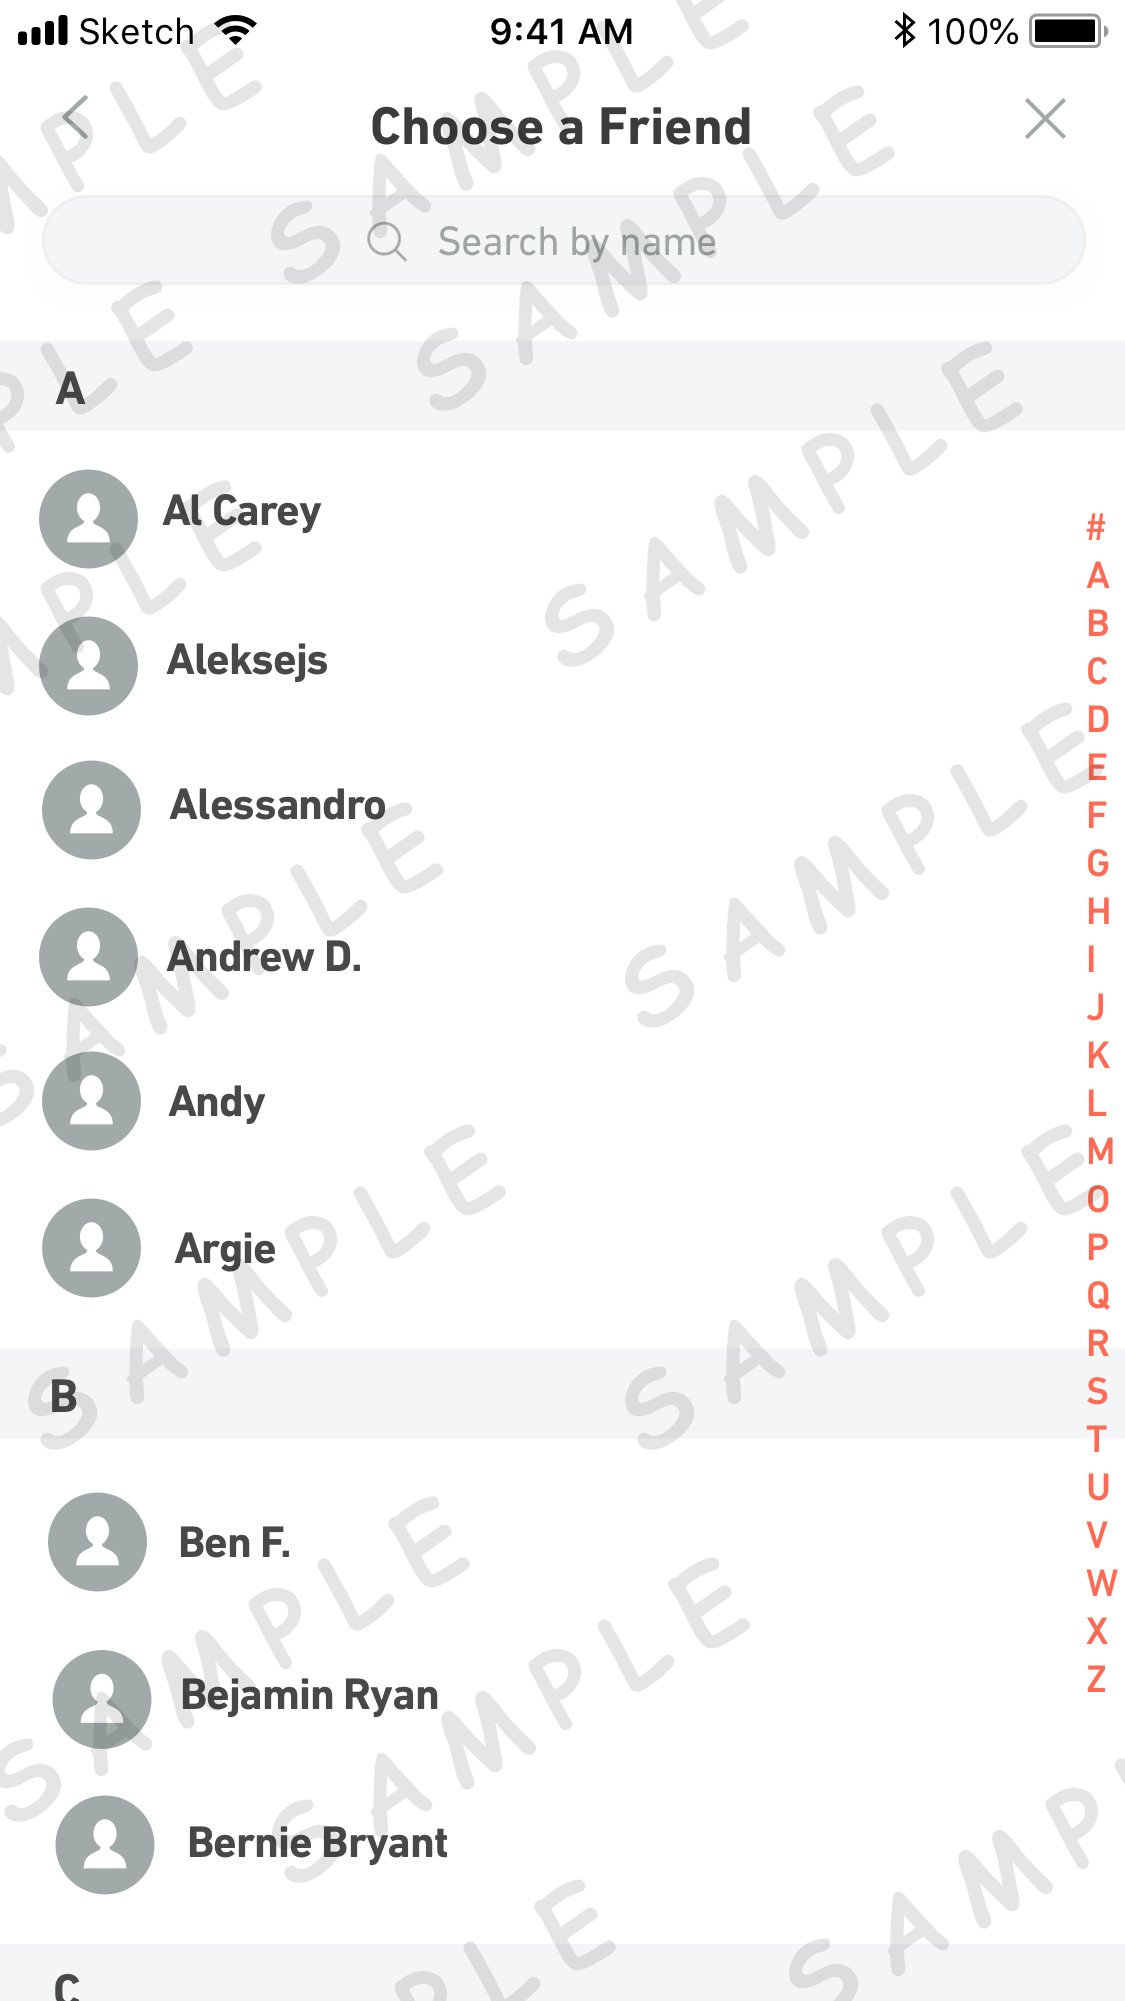 Sketch 9:41 AM 100%
Choose a Friend
Search by name
A
Al Carey
Aleksejs
Alessandro
Andrew D.
Andy
Argie
B
Ben F.
Bejamin Ryan
Bernie Bryant
C
#
A
B
C
D
E
F
G
H
I
J
K
L
M
O
P
Q
R
S
T
U
V
W
X
Z
SAMPLE
SAMPLE
SAMPLE
SAMPLE
SAMPLE
SAMPLE
SAMPLE
SAMPLE
SAMPLE